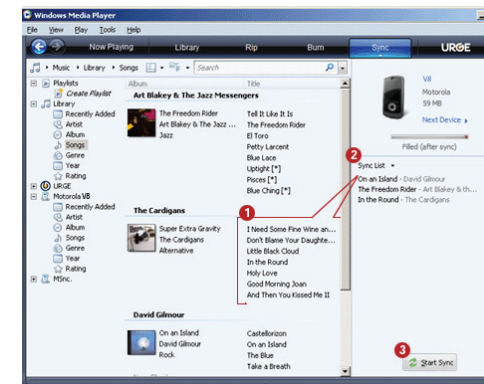 Windows Media Player
File View Play Tools Help
Now Playing Library Rip Burn Sync URGE
Music Library Songs Search
Playlists
Create Playlist
Library
Recently Added
Artist
Album
Songs
Genre
Year
Rating
URGE
Motorola V8
Recently Added
Artist
Album
Songs
Genre
Year
Rating
MSinc.
Album Title
Art Blakey & The Jazz Messengers
The Freedom Rider
Art Blakey & The Jazz ...
Jazz
Tell It Like It Is
The Freedom Rider
El Toro
Petty Larcent
Blue Lace
Uptight [*]
Pisces [*]
Blue Ching [*]
The Cardigans
1
Super Extra Gravity
The Cardigans
Alternative
I Need Some Fine Wine an...
Don't Blame Your Daughte...
Little Black Cloud
In the Round
Holy Love
Good Morning Joan
And Then You Kissed Me II
David Gilmour
On an Island
David Gilmour
Rock
Castellorizon
On an Island
The Blue
Take a Breath
V8
Motorola
59 MB
Next Device
Filled (after sync)
2
Sync List
On an Island - David Gilmour
The Freedom Rider - Art Blakey & th...
In the Round - The Cardigans
3
Start Sync